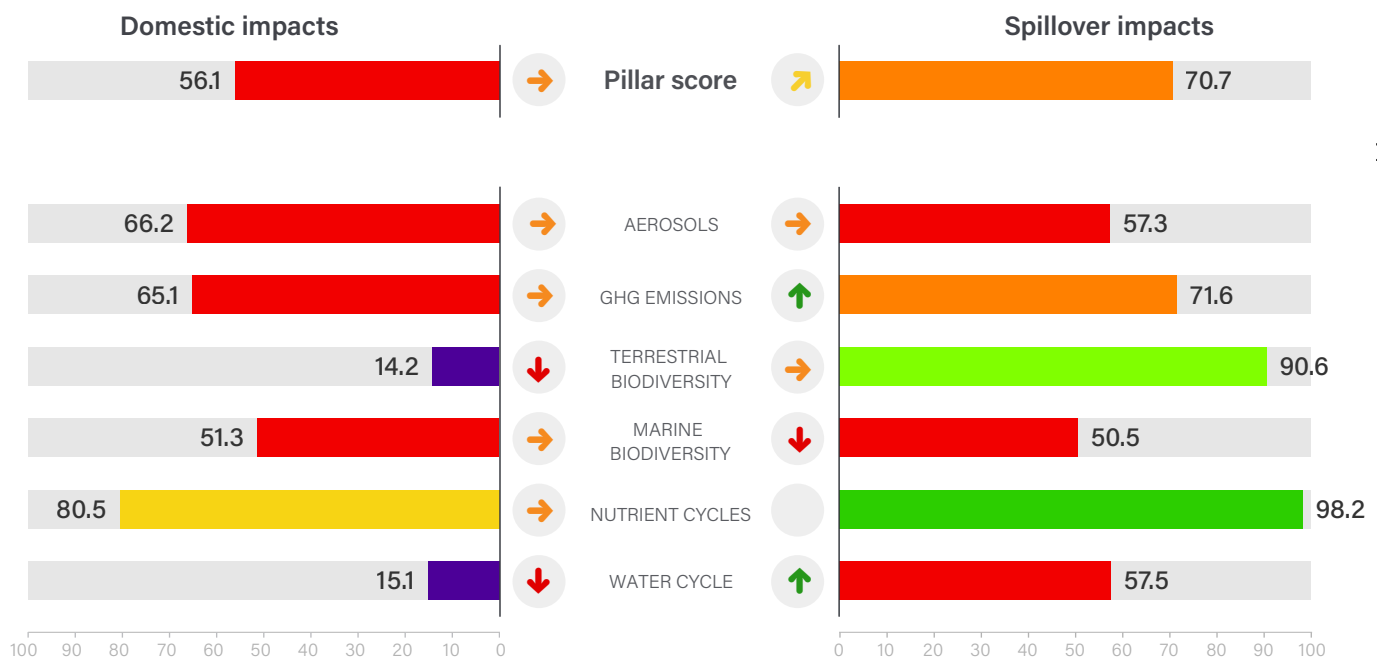 Domestic impacts
Spillover impacts
56.1
Pillar score
70.7
66.2
AEROSOLS
57.3
65.1
GHG EMISSIONS
71.6
14.2
TERRESTRIAL
BIODIVERSITY
90.6
51.3
MARINE
BIODIVERSITY
50.5
80.5
NUTRIENT CYCLES
98.2
15.1
WATER CYCLE
57.5
100 90 80 70 60 50 40 30 20 10 0
0 10 20 30 40 50 60 70 80 90 100